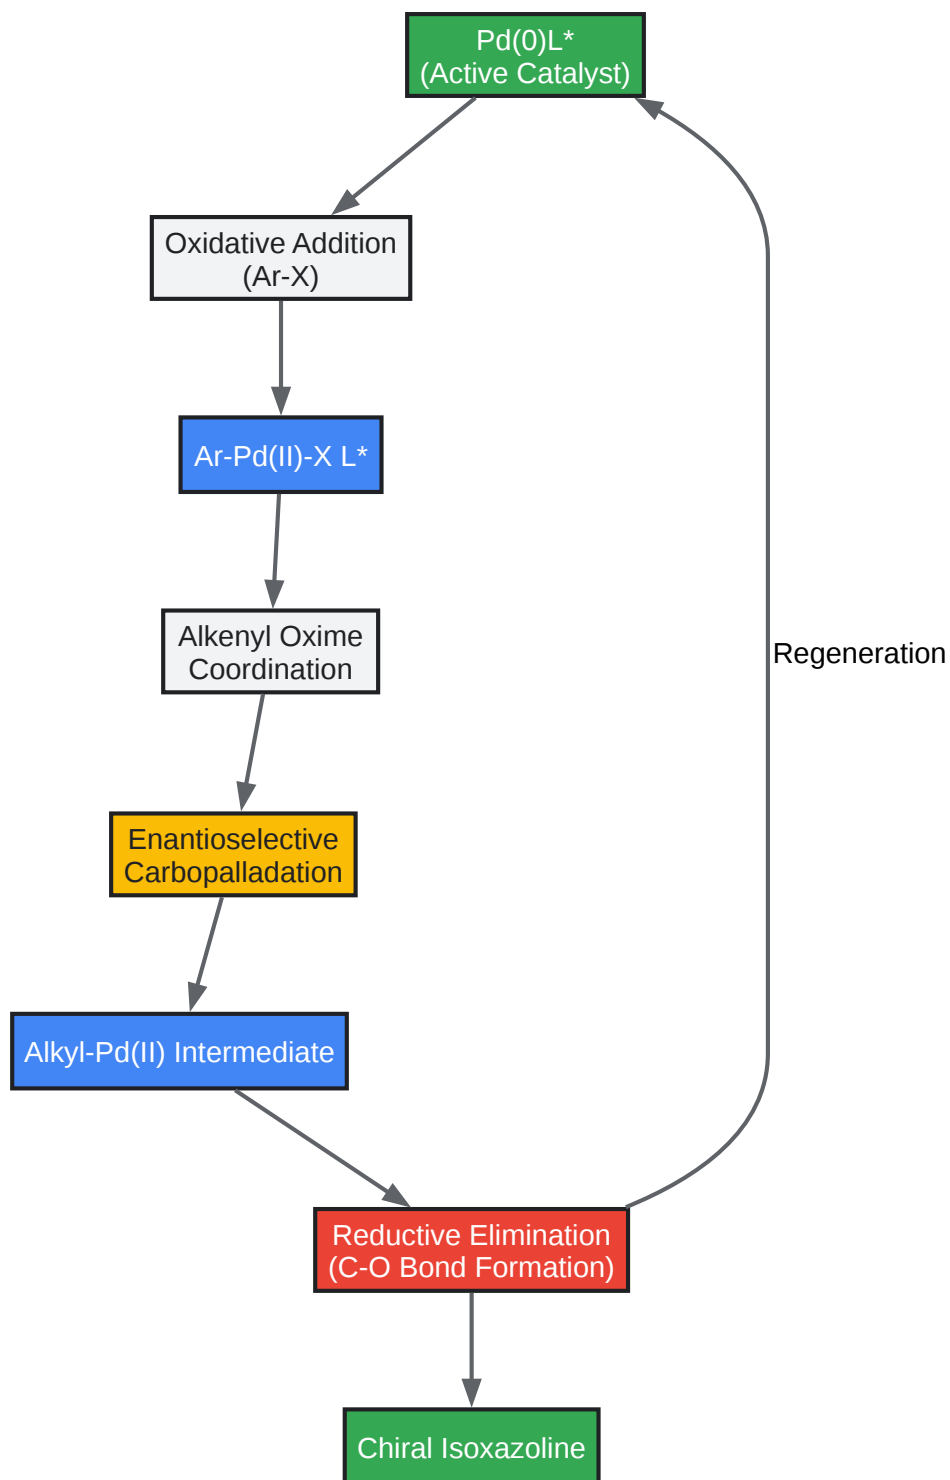 Pd(0)L*
(Active Catalyst)
Oxidative Addition
(Ar-X)
Ar-Pd(II)-X L*
Alkenyl Oxime
Coordination
Regeneration
Enantioselective
Carbopalladation
Alkyl-Pd(II) Intermediate
Reductive Elimination
(C-O Bond Formation)
Chiral Isoxazoline